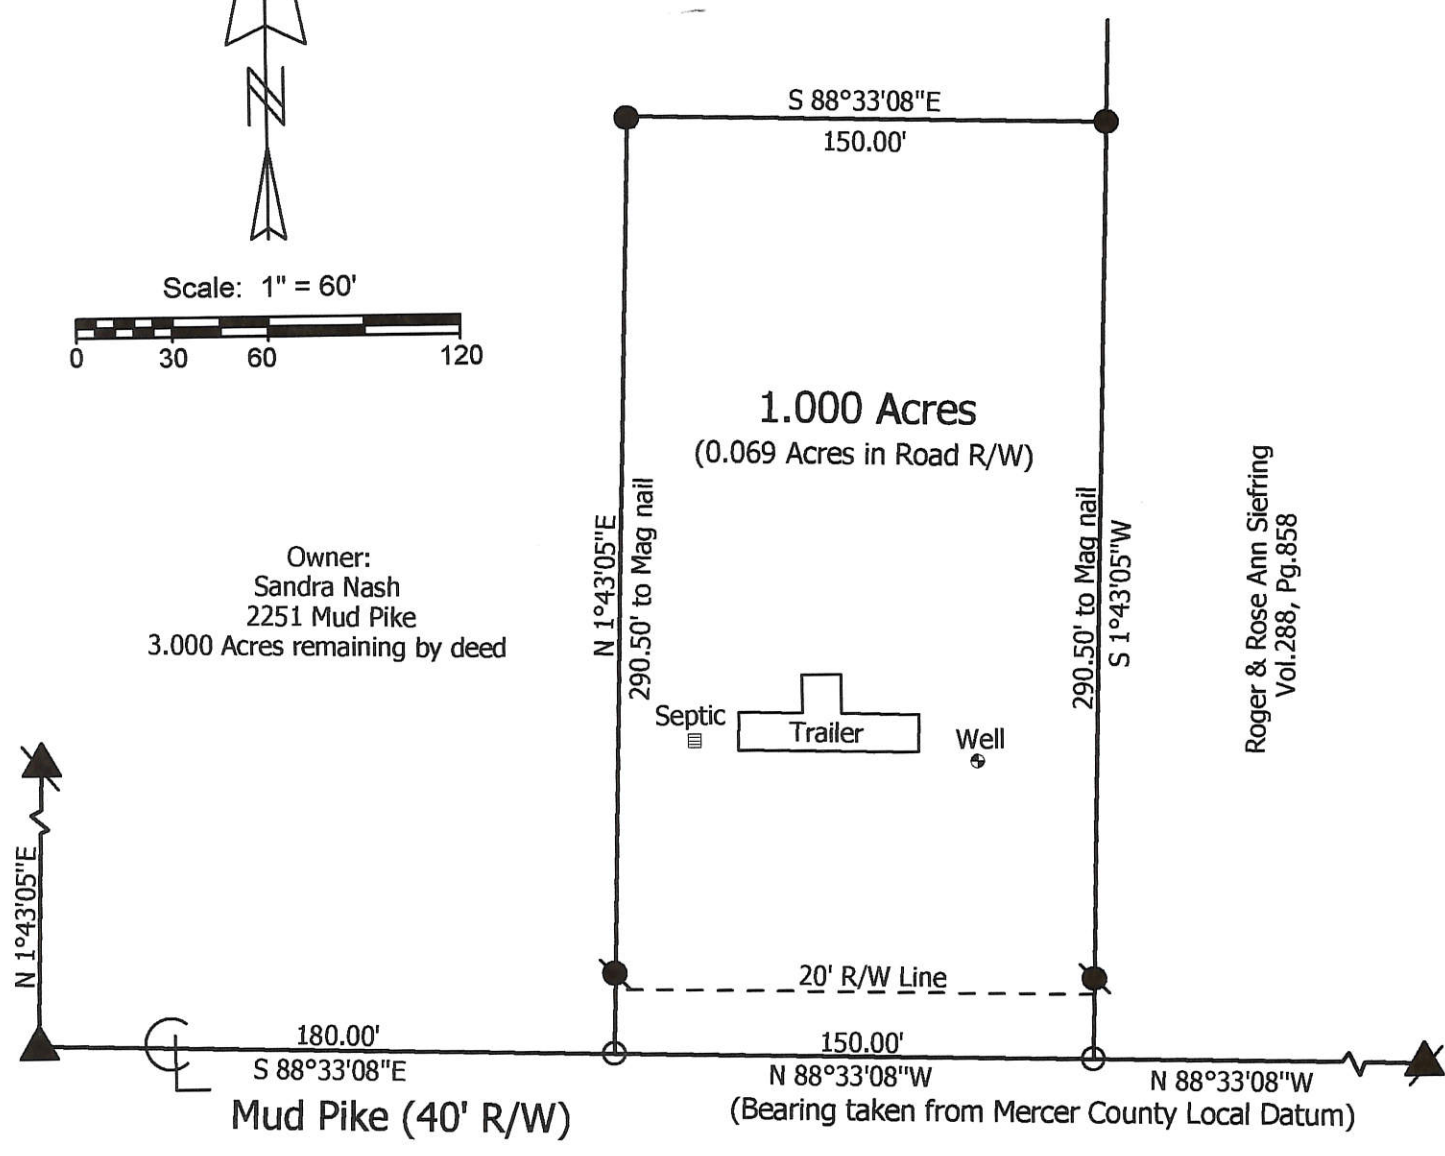 N
S 88°33'08"E
150.00'
Scale: 1" = 60'
0 30 60 120
1.000 Acres
(0.069 Acres in Road R/W)
Owner:
Sandra Nash
2251 Mud Pike
3.000 Acres remaining by deed
N 1°43'05"E
290.50' to Mag nail
290.50' to Mag nail
S 1°43'05"W
Roger & Rose Ann Siefring
Vol.288, Pg.858
Septic
Trailer
Well
N 1°43'05"E
20' R/W Line
180.00'
S 88°33'08"E
150.00'
N 88°33'08"W
N 88°33'08"W
Mud Pike (40' R/W)
(Bearing taken from Mercer County Local Datum)